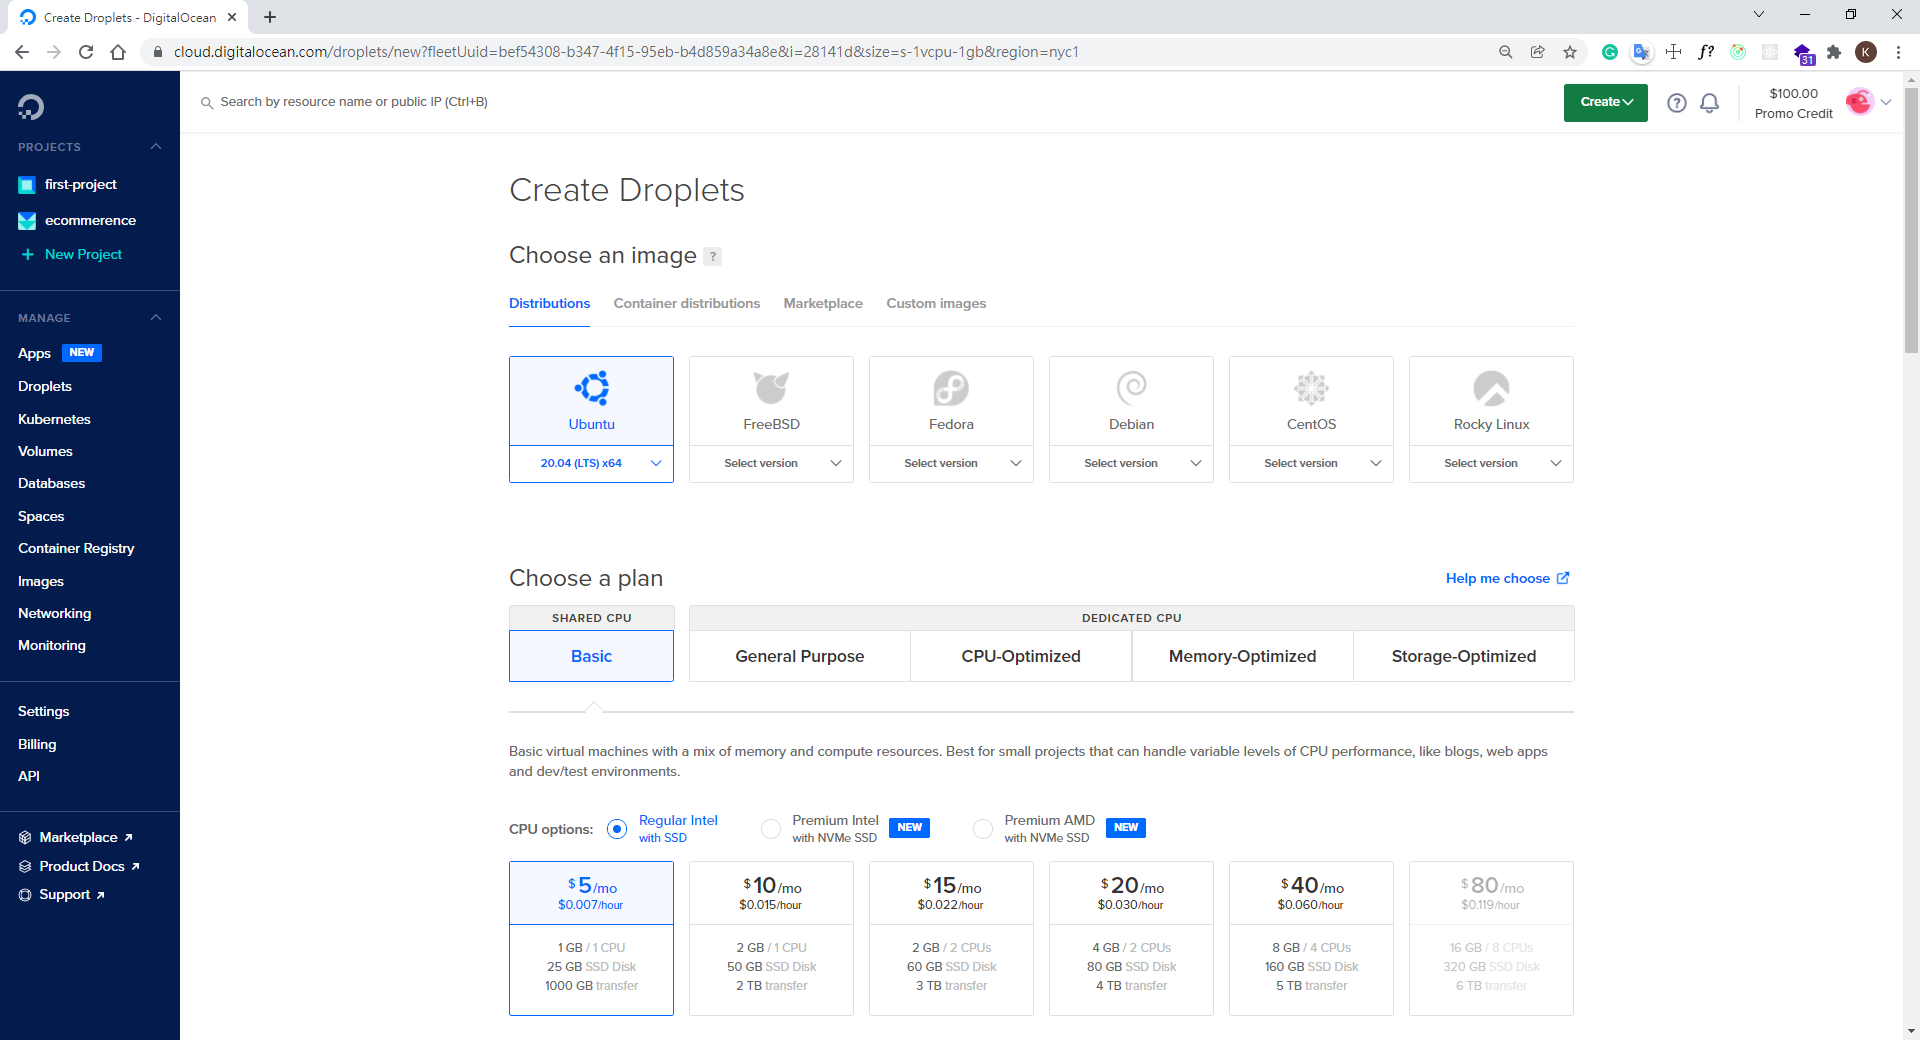 Create Droplets - DigitalOcean
cloud.digitalocean.com/droplets/new?fleetUuid=bef54308-b347-4f15-95eb-b4d859a34a8e&i=28141d&size=s-1vcpu-1gb&region=nyc1
f?
31
K
Search by resource name or public IP (Ctrl+B)
Create
?
$100.00
Promo Credit
PROJECTS
first-project
ecommerence
+ New Project
MANAGE
Apps NEW
Droplets
Kubernetes
Volumes
Databases
Spaces
Container Registry
Images
Networking
Monitoring
Settings
Billing
API
Marketplace
Product Docs
Support
Create Droplets
Choose an image ?
Distributions Container distributions Marketplace Custom images
Ubuntu FreeBSD Fedora Debian CentOS Rocky Linux
20.04 (LTS) x64 Select version Select version Select version Select version Select version
Choose a plan
Help me choose
SHARED CPU DEDICATED CPU
Basic General Purpose CPU-Optimized Memory-Optimized Storage-Optimized
Basic virtual machines with a mix of memory and compute resources. Best for small projects that can handle variable levels of CPU performance, like blogs, web apps
and dev/test environments.
CPU options:
Regular Intel
with SSD
Premium Intel
with NVMe SSD
NEW
Premium AMD
with NVMe SSD
NEW
$ 5/mo $ 10/mo $ 15/mo $ 20/mo $ 40/mo $ 80/mo
$0.007/hour $0.015/hour $0.022/hour $0.030/hour $0.060/hour $0.119/hour
1 GB / 1 CPU 2 GB / 1 CPU 2 GB / 2 CPUs 4 GB / 2 CPUs 8 GB / 4 CPUs 16 GB / 8 CPUs
25 GB SSD Disk 50 GB SSD Disk 60 GB SSD Disk 80 GB SSD Disk 160 GB SSD Disk 320 GB SSD Disk
1000 GB transfer 2 TB transfer 3 TB transfer 4 TB transfer 5 TB transfer 6 TB transfer